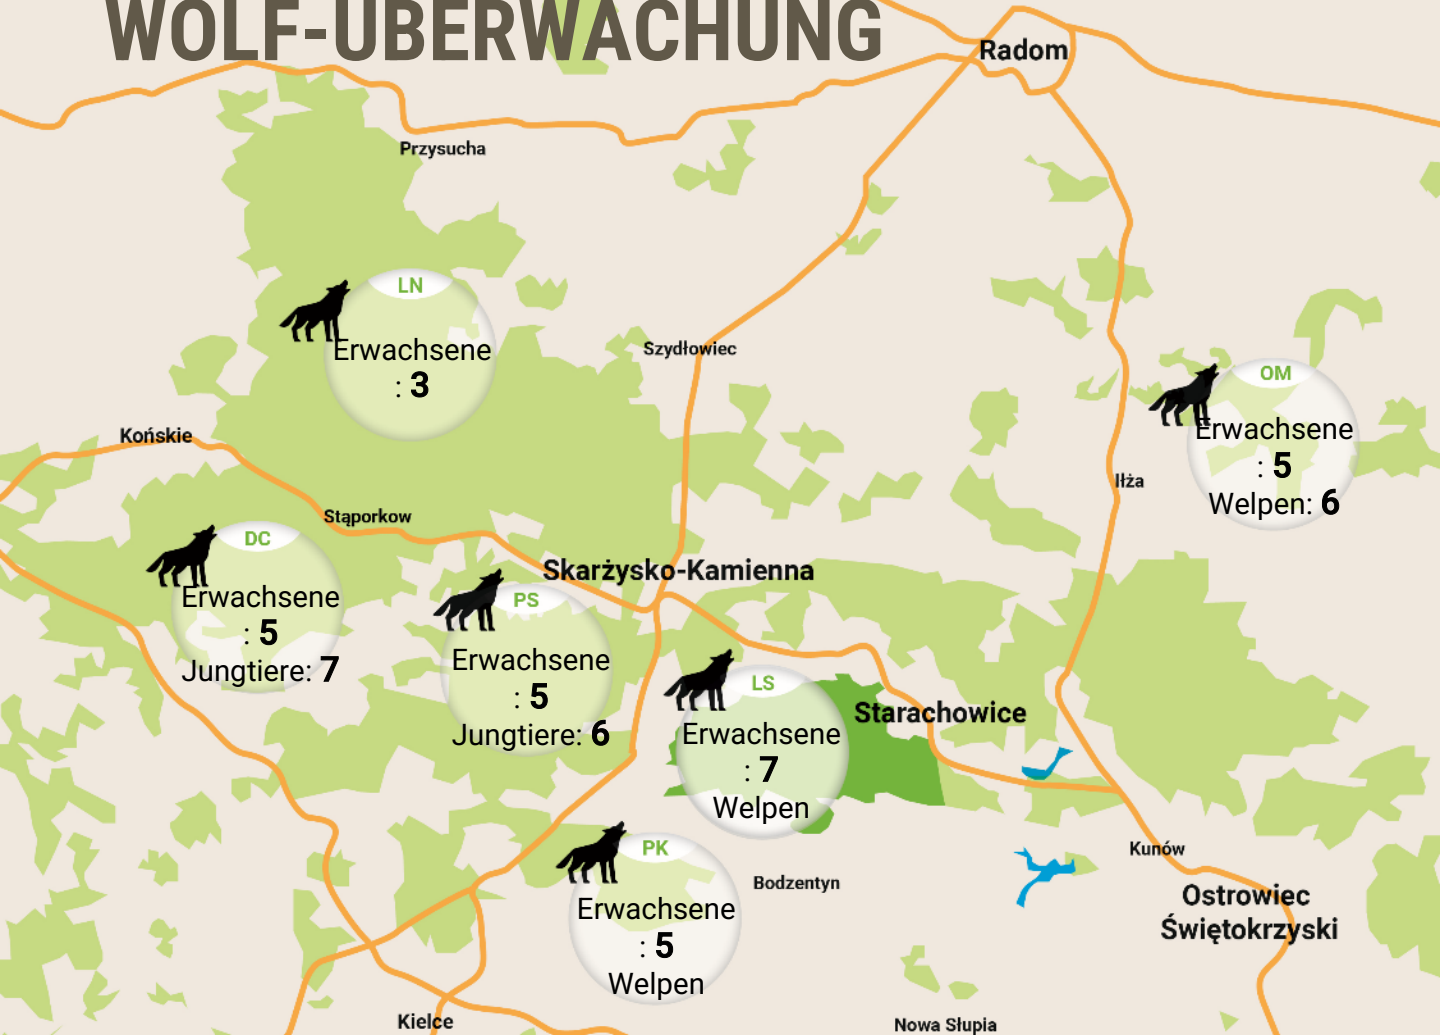 WOLF-ÜBERWACHUNG
Radom
Przysucha
LN
Erwachsene
: 3
Szydłowiec
OM
Erwachsene
: 5
Welpen: 6
Końskie
Iłża
Stąporkow
DC
Erwachsene
: 5
Jungtiere: 7
Skarżysko-Kamienna
PS
Erwachsene
: 5
Jungtiere: 6
LS
Erwachsene
: 7
Welpen
Starachowice
PK
Erwachsene
: 5
Welpen
Bodzentyn
Kunów
Ostrowiec
Świętokrzyski
Kielce
Nowa Słupia